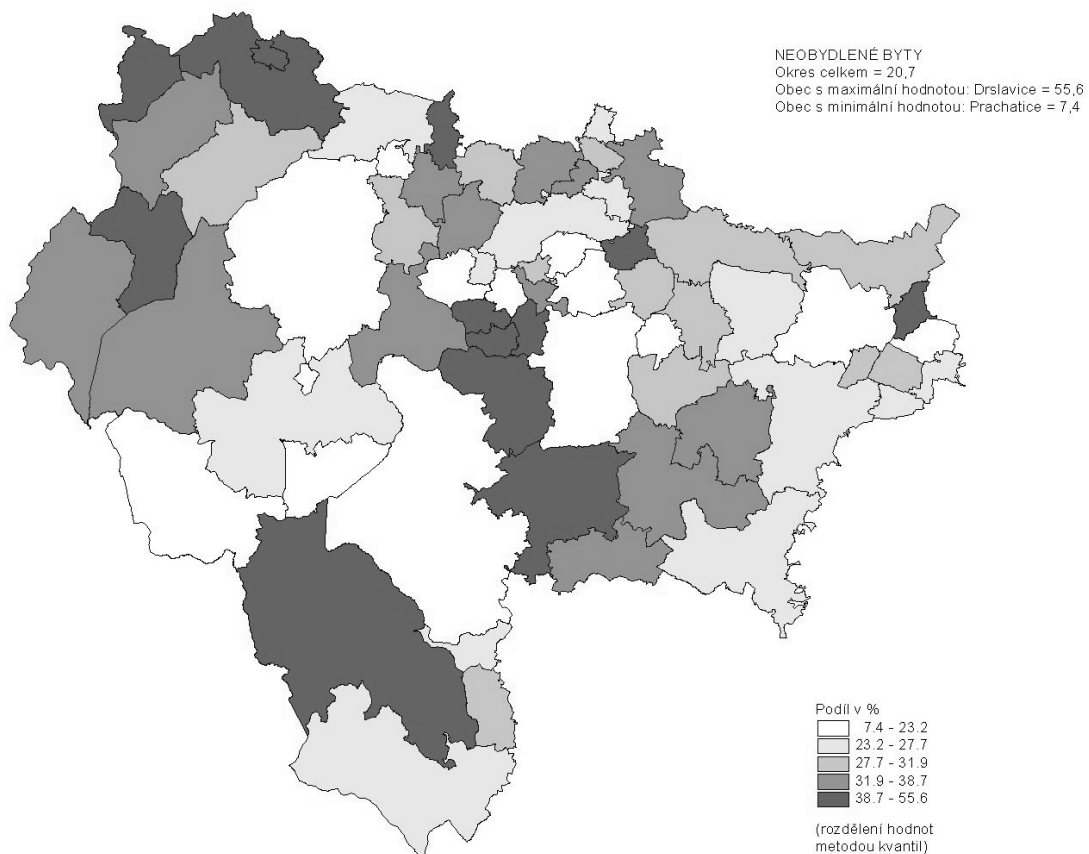 NEOBYDLENÉ BYTY
Okres celkem = 20,7
Obec s maximální hodnotou: Drslavice = 55,6
Obec s minimální hodnotou: Prachatice = 7,4
Podíl v %
7.4 - 23.2
23.2 - 27.7
27.7 - 31.9
31.9 - 38.7
38.7 - 55.6
(rozdělení hodnot
metodou kvantil)